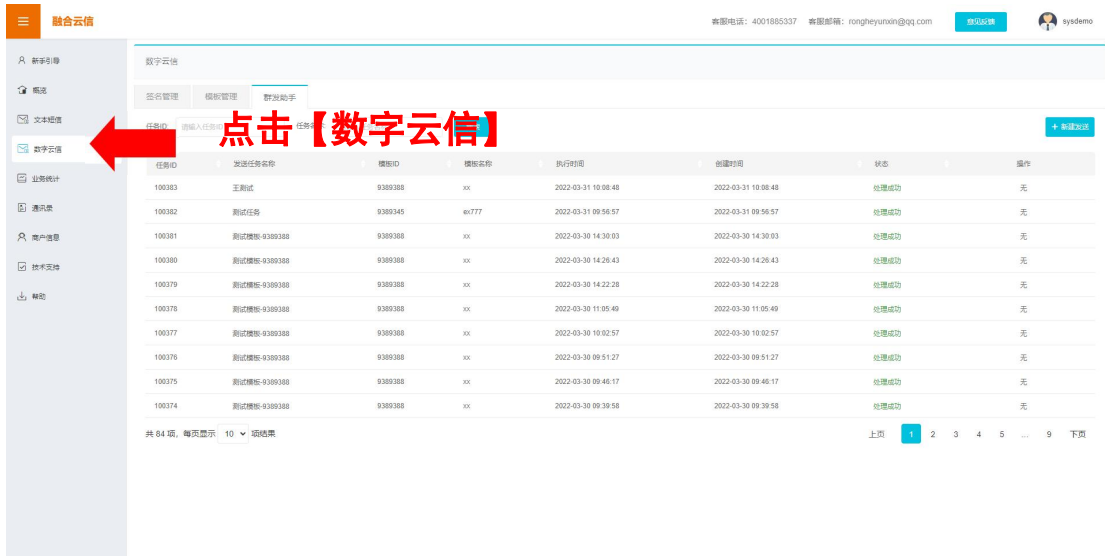 融合云信
客服电话：4001885337 客服邮箱：rongheyunxin@qq.com 意见反馈 sysdemo
新手引导
概览
文本短信
数字云信
业务统计
通讯录
商户信息
技术支持
帮助
数字云信
签名管理 模板管理 群发助手
任务ID 请输入任务ID
+ 新建发送
点击【数字云信】
任务ID 发送任务名称 模板ID 模板名称 执行时间 创建时间 状态 操作
100383 王测试 9389388 xx 2022-03-31 10:08:48 2022-03-31 10:08:48 处理成功 无
100382 测试任务 9389345 ex777 2022-03-31 09:56:57 2022-03-31 09:56:57 处理成功 无
100381 测试模板-9389388 9389388 xx 2022-03-30 14:30:03 2022-03-30 14:30:03 处理成功 无
100380 测试模板-9389388 9389388 xx 2022-03-30 14:26:43 2022-03-30 14:26:43 处理成功 无
100379 测试模板-9389388 9389388 xx 2022-03-30 14:22:28 2022-03-30 14:22:28 处理成功 无
100378 测试模板-9389388 9389388 xx 2022-03-30 11:05:49 2022-03-30 11:05:49 处理成功 无
100377 测试模板-9389388 9389388 xx 2022-03-30 10:02:57 2022-03-30 10:02:57 处理成功 无
100376 测试模板-9389388 9389388 xx 2022-03-30 09:51:27 2022-03-30 09:51:27 处理成功 无
100375 测试模板-9389388 9389388 xx 2022-03-30 09:46:17 2022-03-30 09:46:17 处理成功 无
100374 测试模板-9389388 9389388 xx 2022-03-30 09:39:58 2022-03-30 09:39:58 处理成功 无
共 84 项，每页显示 10 项结果 上页 1 2 3 4 5 ... 9 下页